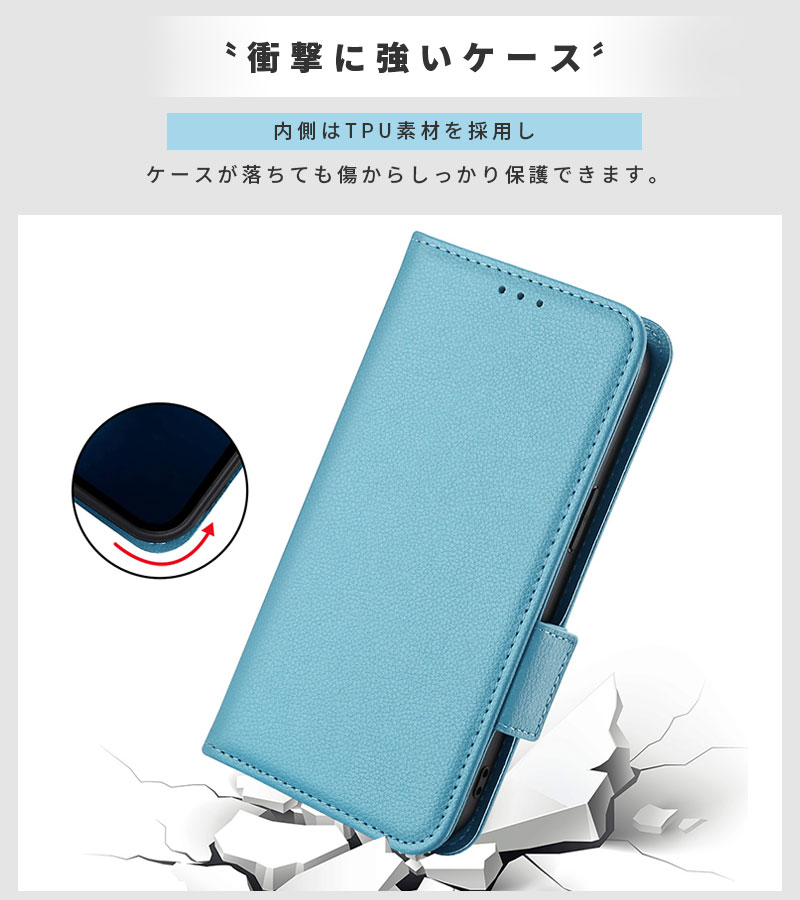 〝衝撃に強いケース〞
内側はTPU素材を採用し
ケースが落ちても傷からしっかり保護できます。